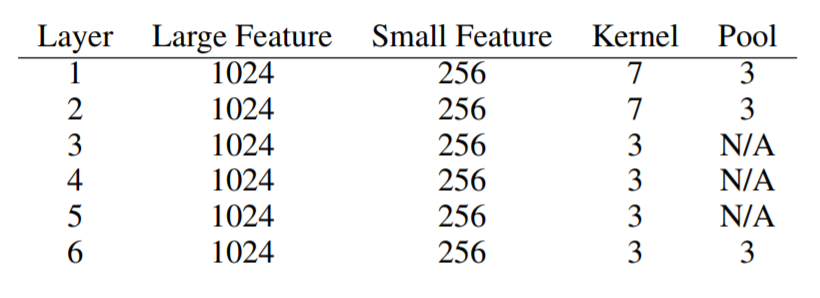 Layer Large Feature Small Feature Kernel Pool
1 1024 256 7 3
2 1024 256 7 3
3 1024 256 3 N/A
4 1024 256 3 N/A
5 1024 256 3 N/A
6 1024 256 3 3